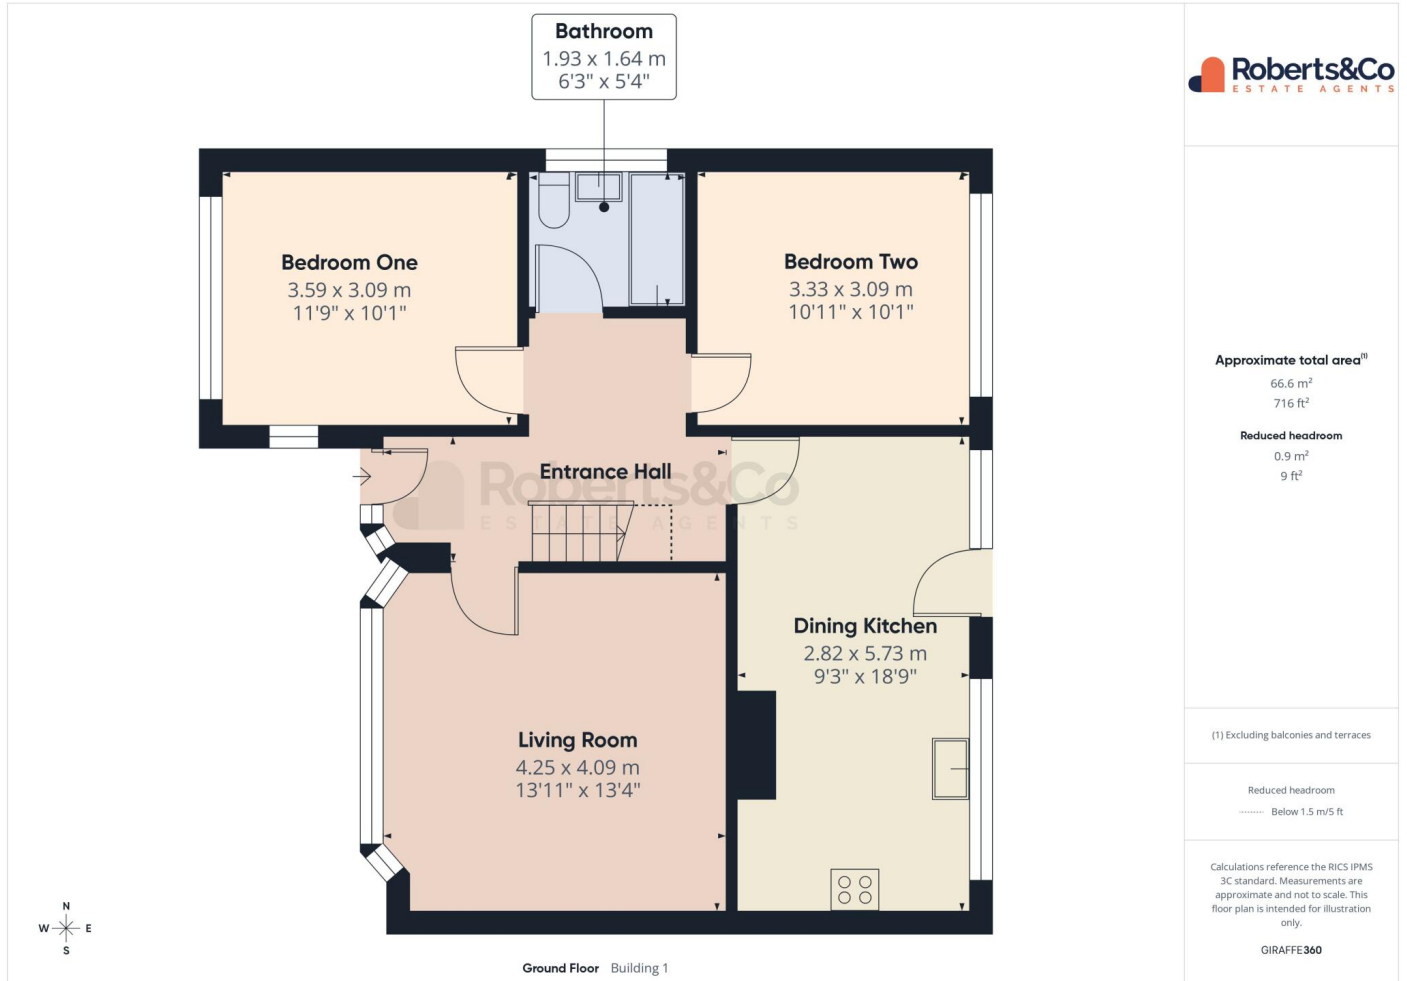 Bathroom
1.93 x 1.64 m
6'3" x 5'4"
Roberts&Co
ESTATE AGENTS
Bedroom One
3.59 x 3.09 m
11'9" x 10'1"
Bedroom Two
3.33 x 3.09 m
10'11" x 10'1"
Approximate total area(1)
66.6 m²
716 ft²
Reduced headroom
0.9 m²
9 ft²
Entrance Hall
Roberts&Co
ESTATE AGENTS
Dining Kitchen
2.82 x 5.73 m
9'3" x 18'9"
Living Room
4.25 x 4.09 m
13'11" x 13'4"
(1) Excluding balconies and terraces
Reduced headroom
Below 1.5 m/5 ft
Calculations reference the RICS IPMS
3C standard. Measurements are
approximate and not to scale. This
floor plan is intended for illustration
only.
GIRAFFE360
N
W E
S
Ground Floor Building 1